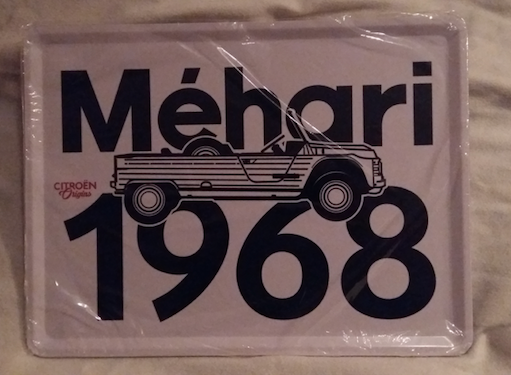 Méhari
CITROËN
Origins
1968